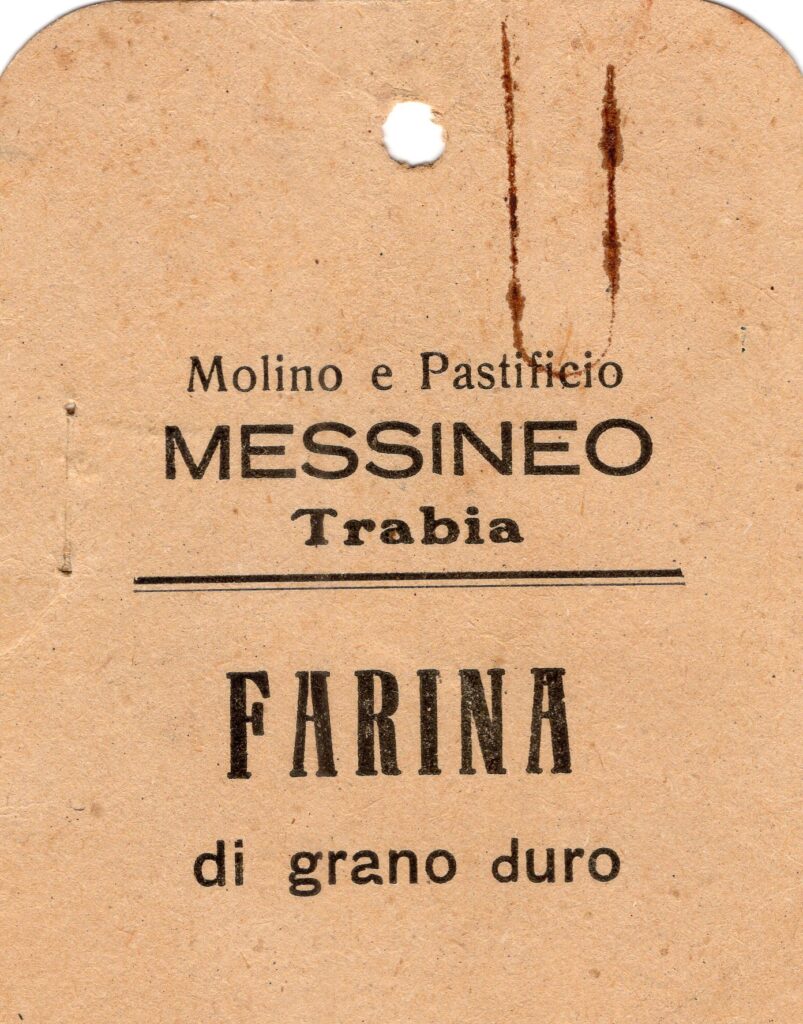 Molino e Pastificio
MESSINEO
Trabia
FARINA
di grano duro